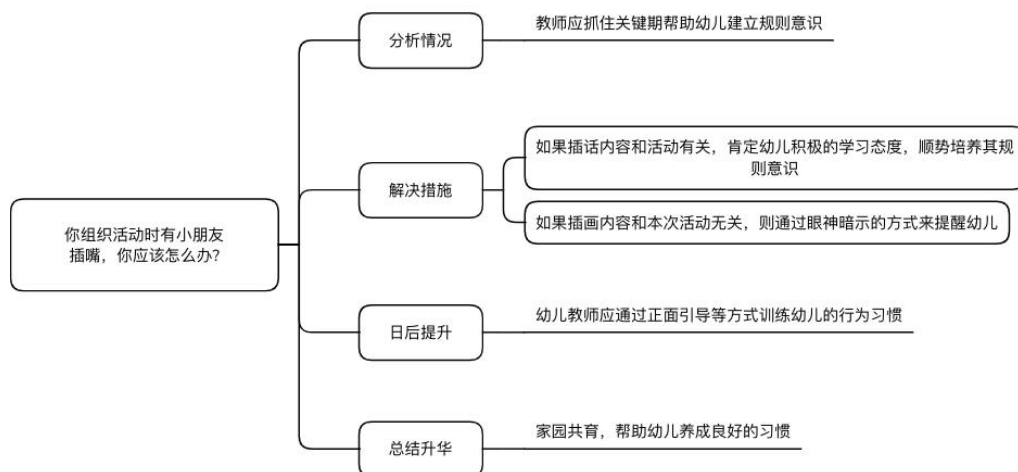 你组织活动时有小朋友
插嘴，你应该怎么办？
分析情况
教师应抓住关键期帮助幼儿建立规则意识
解决措施
如果插话内容和活动有关，肯定幼儿积极的学习态度，顺势培养其规
则意识
如果插画内容和本次活动无关，则通过眼神暗示的方式来提醒幼儿
日后提升
幼儿教师应通过正面引导等方式训练幼儿的行为习惯
总结升华
家园共育，帮助幼儿养成良好的习惯